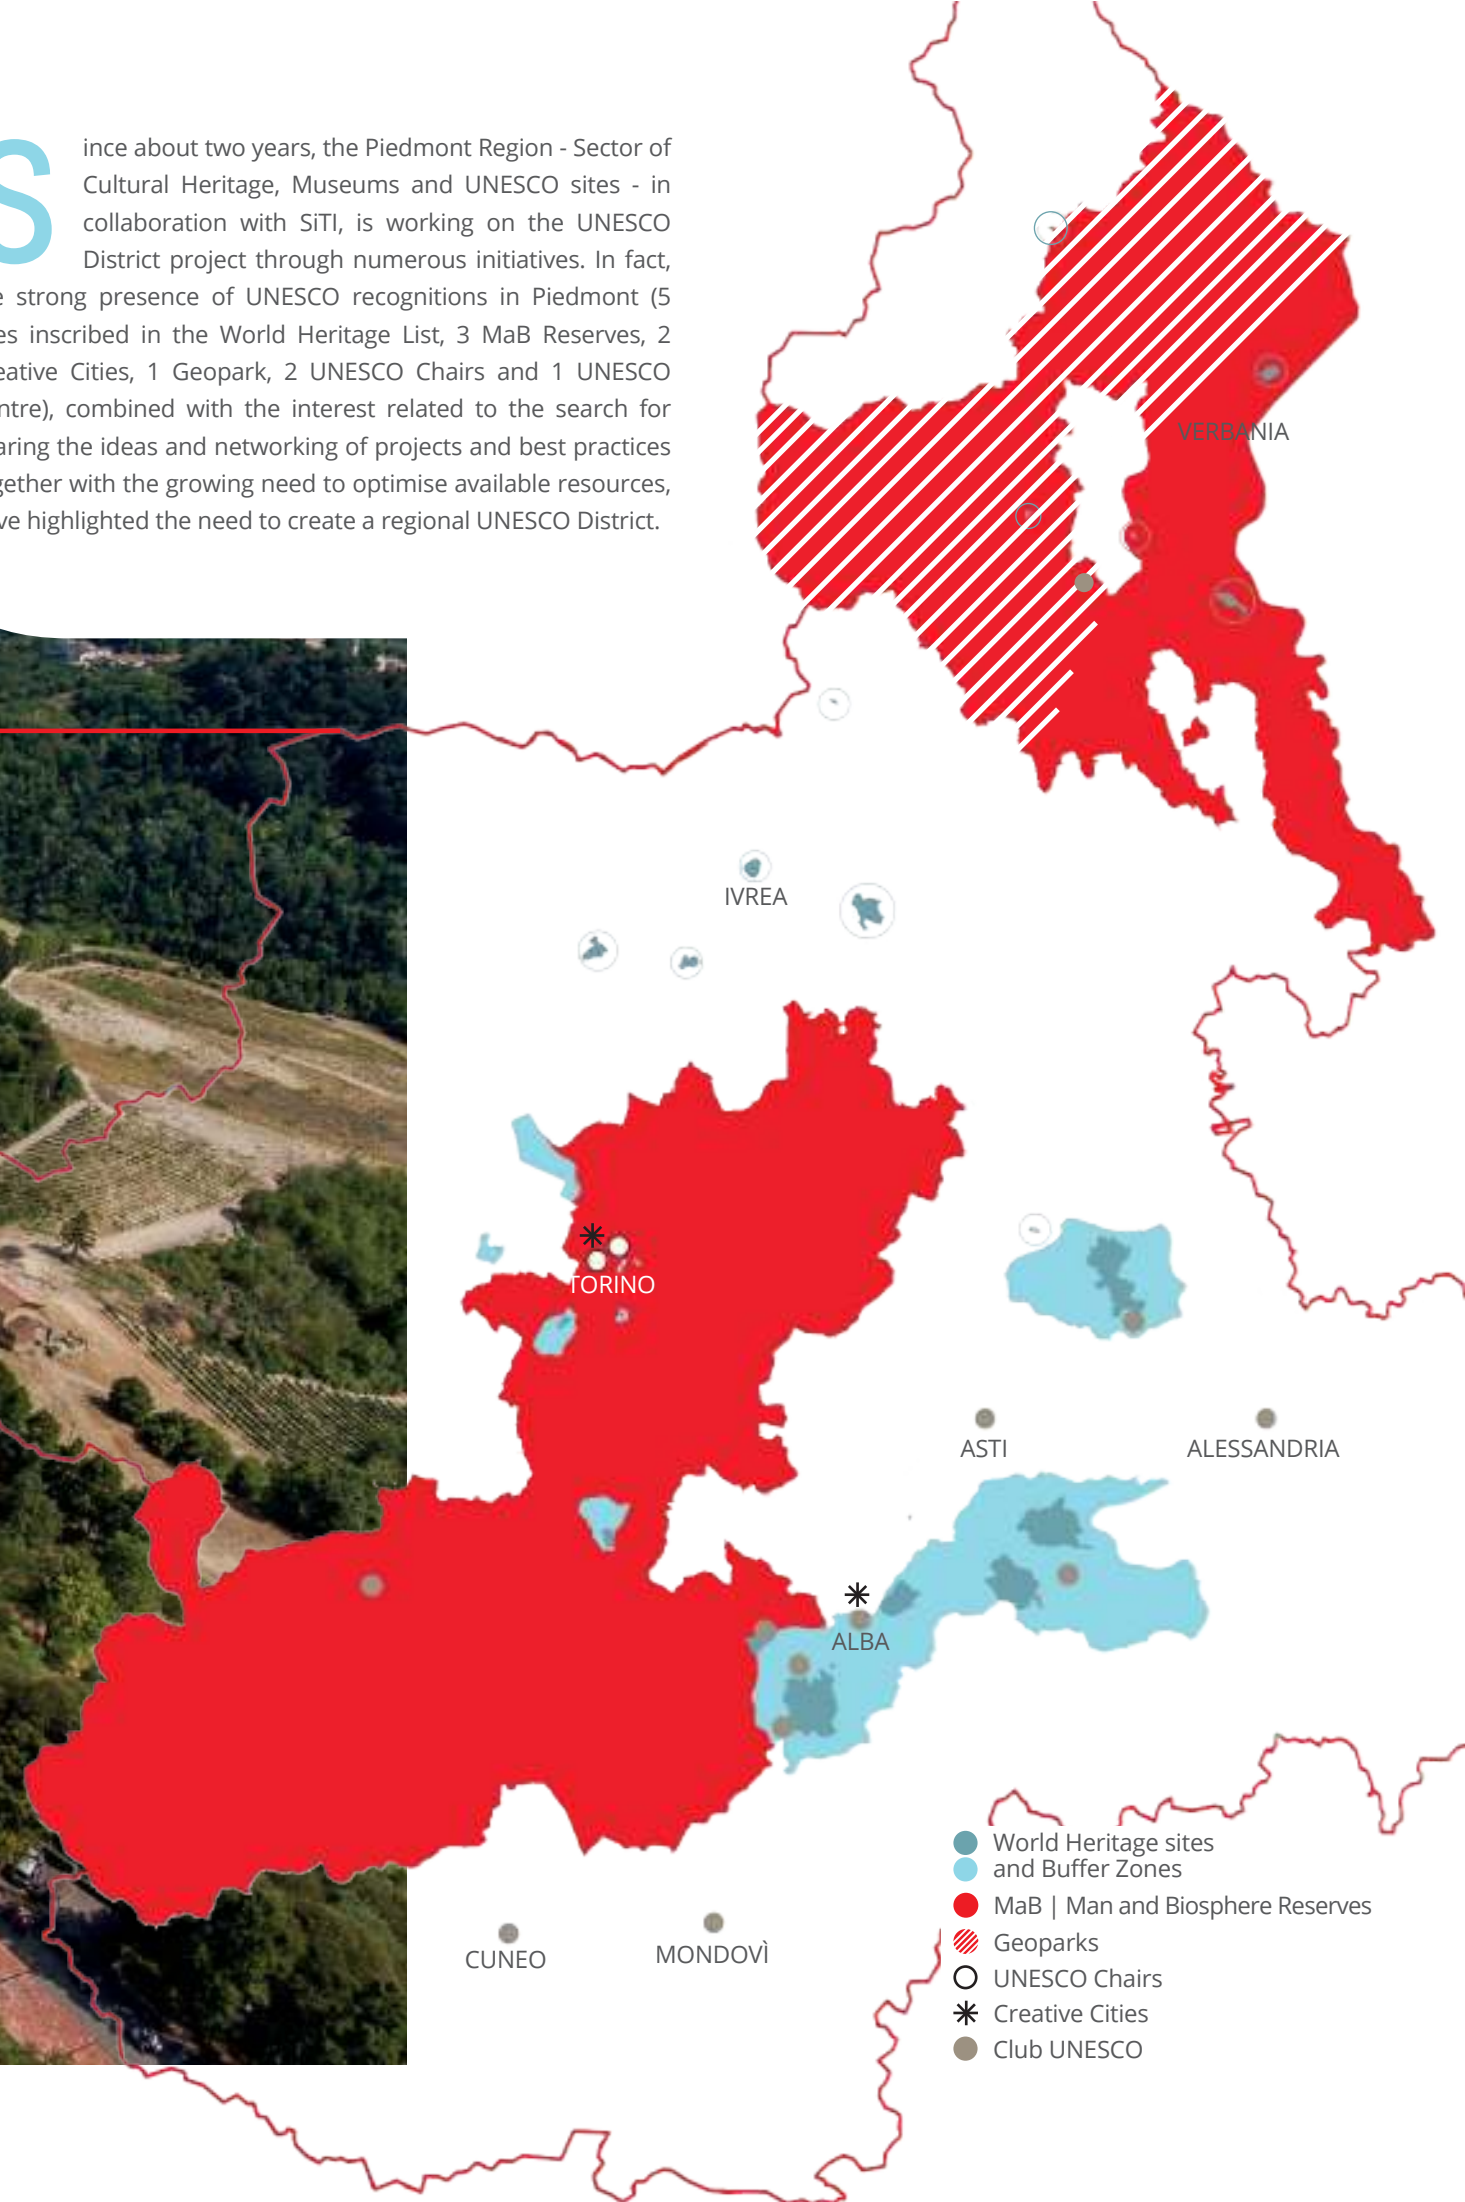 Since about two years, the Piedmont Region - Sector of
Cultural Heritage, Museums and UNESCO sites - in
collaboration with SiTI, is working on the UNESCO
District project through numerous initiatives. In fact,
e strong presence of UNESCO recognitions in Piedmont (5
es inscribed in the World Heritage List, 3 MaB Reserves, 2
eative Cities, 1 Geopark, 2 UNESCO Chairs and 1 UNESCO
ntre), combined with the interest related to the search for
aring the ideas and networking of projects and best practices
gether with the growing need to optimise available resources,
ve highlighted the need to create a regional UNESCO District.
VERBANIA
IVREA
TORINO
ASTI
ALESSANDRIA
ALBA
CUNEO
MONDOVÌ
World Heritage sites
and Buffer Zones
MaB | Man and Biosphere Reserves
Geoparks
UNESCO Chairs
Creative Cities
Club UNESCO